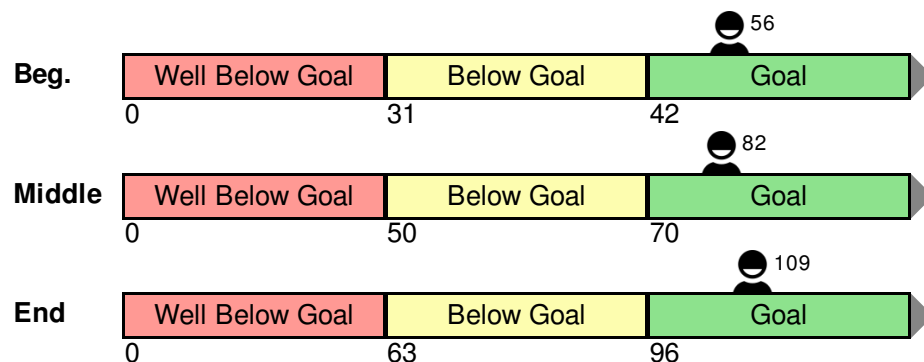 56
Beg. Well Below Goal Below Goal Goal
0 31 42
82
Middle Well Below Goal Below Goal Goal
0 50 70
109
End Well Below Goal Below Goal Goal
0 63 96